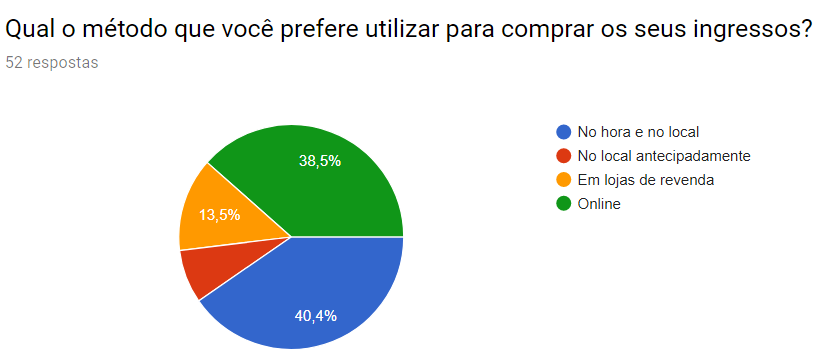 Qual o método que você prefere utilizar para comprar os seus ingressos?
52 respostas
38,5%
13,5%
40,4%
No hora e no local
No local antecipadamente
Em lojas de revenda
Online